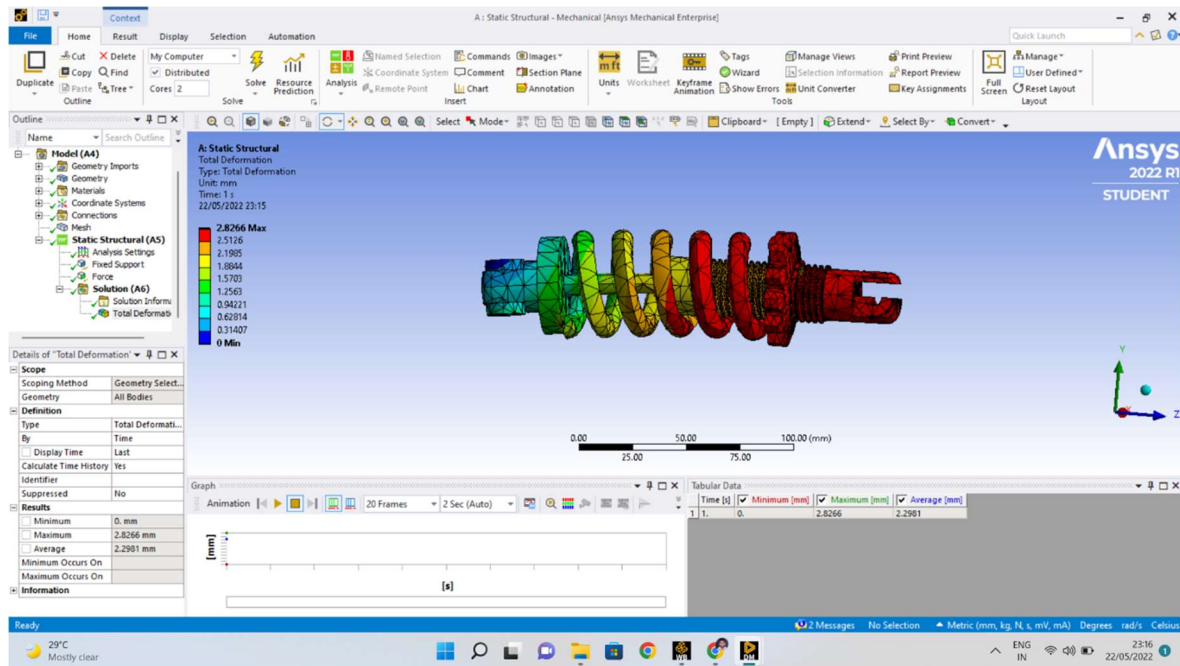 Context
A : Static Structural - Mechanical [Ansys Mechanical Enterprise]
File Home Result Display Selection Automation
Quick Launch
Duplicate
Cut
Copy
Paste
Delete
Find
Tree
Outline
My Computer
Distributed
Cores 2
Solve
Resource Prediction
Solve
Analysis
Named Selection
Coordinate System
Remote Point
Commands
Comment
Chart
Images
Section Plane
Annotation
Insert
Units
Worksheet
Keyframe Animation
Tags
Wizard
Show Errors
Manage Views
Selection Information
Unit Converter
Print Preview
Report Preview
Key Assignments
Tools
Full Screen
Manage
User Defined
Reset Layout
Layout
Outline
Name Search Outline
Select Mode Clipboard [ Empty ] Extend Select By Convert
Model (A4)
Geometry Imports
Geometry
Materials
Coordinate Systems
Connections
Mesh
Static Structural (A5)
Analysis Settings
Fixed Support
Force
Solution (A6)
Solution Informa
Total Deformati
A: Static Structural
Total Deformation
Type: Total Deformation
Unit: mm
Time: 1 s
22/05/2022 23:15
2.8266 Max
2.5126
2.1985
1.8844
1.5703
1.2563
0.94221
0.62814
0.31407
0 Min
Ansys
2022 R1
STUDENT
Y
Z
0.00 50.00 100.00 (mm)
25.00 75.00
Details of "Total Deformation"
Scope
Scoping Method Geometry Select...
Geometry All Bodies
Definition
Type Total Deformati...
By Time
Display Time Last
Calculate Time History Yes
Identifier
Suppressed No
Results
Minimum 0. mm
Maximum 2.8266 mm
Average 2.2981 mm
Minimum Occurs On
Maximum Occurs On
Information
Graph
Animation 20 Frames 2 Sec (Auto)
[mm]
[s]
Tabular Data
Time [s] Minimum [mm] Maximum [mm] Average [mm]
1 1. 0. 2.8266 2.2981
Ready
2 Messages No Selection Metric (mm, kg, N, s, mV, mA) Degrees rad/s Celsius
29°C
Mostly clear
ENG
IN
23:16
22/05/2022
1